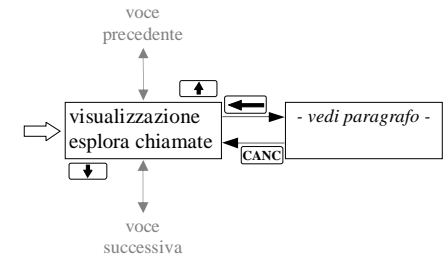 voce
precedente
visualizzazione
esplora chiamate
- vedi paragrafo -
CANC
voce
successiva